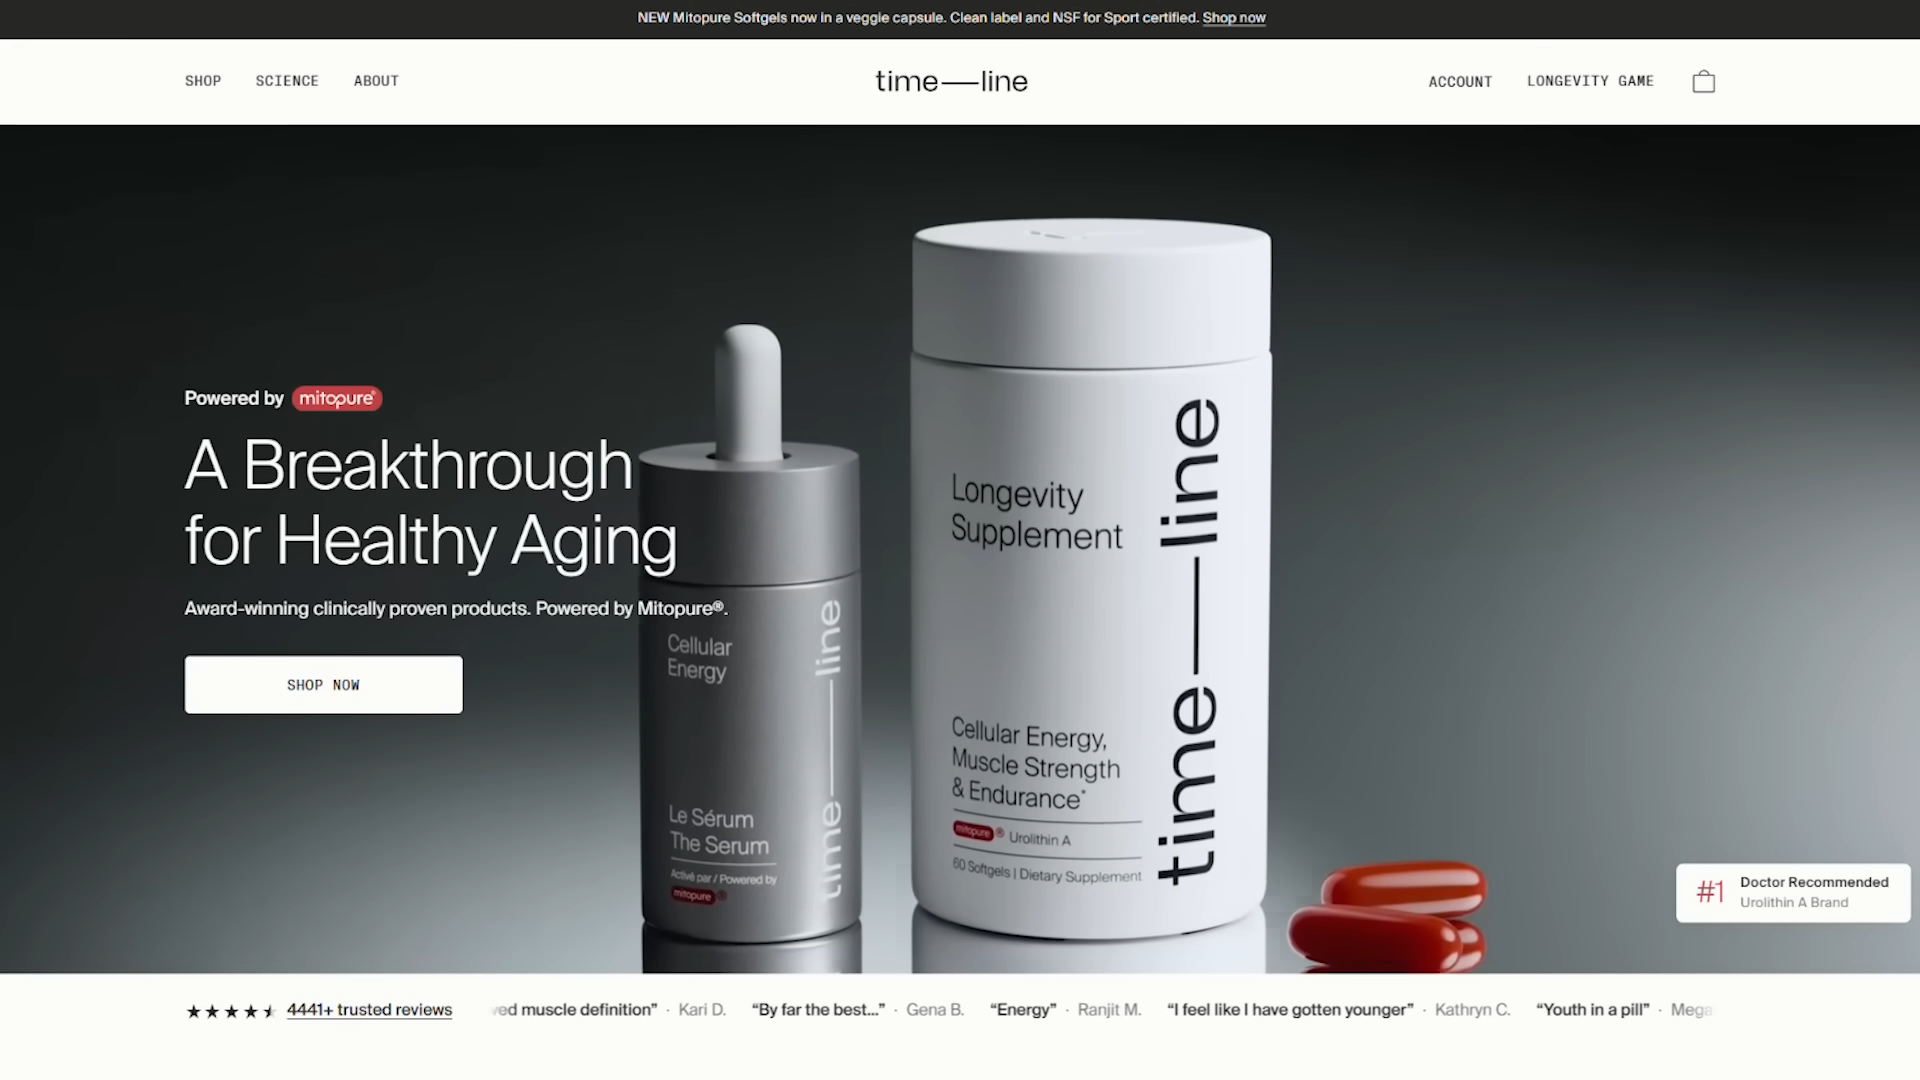 NEW Mitopure Softgels now in a veggie capsule. Clean label and NSF for Sport certified. Shop now
SHOP SCIENCE ABOUT
time—line
ACCOUNT LONGEVITY GAME
Powered by mitopure®
A Breakthrough
for Healthy Aging
Award-winning clinically proven products. Powered by Mitopure®.
SHOP NOW
Cellular
Energy
time—line
Le Sérum
The Serum
Activé par / Powered by
mitopure®
Longevity
Supplement
time—line
Cellular Energy,
Muscle Strength
& Endurance*
mitopure® Urolithin A
60 Softgels | Dietary Supplement
#1 Doctor Recommended
Urolithin A Brand
4441+ trusted reviews
ed muscle definition” · Kari D. “By far the best...” · Gena B. “Energy” · Ranjit M. “I feel like I have gotten younger” · Kathryn C. “Youth in a pill” · Mega